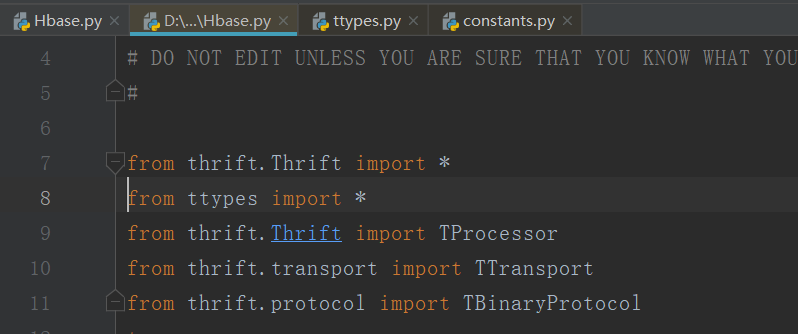 Hbase.py D:\...\Hbase.py ttypes.py constants.py
4 # DO NOT EDIT UNLESS YOU ARE SURE THAT YOU KNOW WHAT YOU
5 #
6
7 from thrift.Thrift import *
8 from ttypes import *
9 from thrift.Thrift import TProcessor
10 from thrift.transport import TTransport
11 from thrift.protocol import TBinaryProtocol